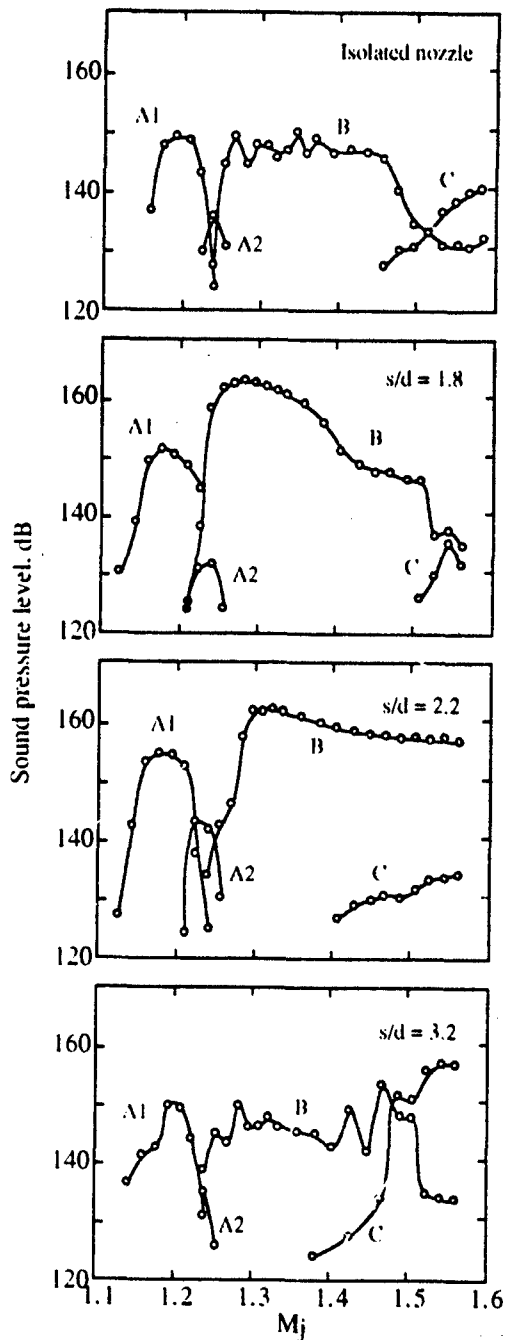 Isolated nozzle
160
A1
B
140
C
A2
120
s/d = 1.8
160
A1
B
140
A2
C
120
s/d = 2.2
160
A1
B
140
A2
C
120
s/d = 3.2
160
A1
B
140
A2
C
120
1.1 1.2 1.3 1.4 1.5 1.6
Mj
Sound pressure level, dB